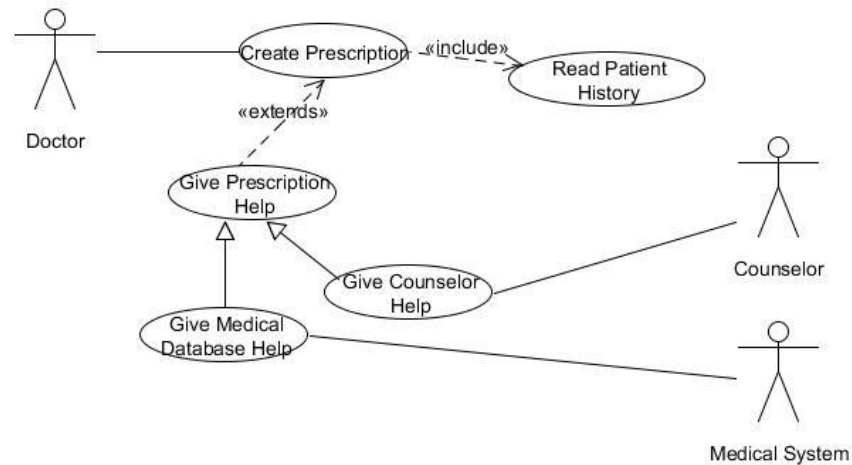 Create Prescription
«include»
Read Patient
History
«extends»
Doctor
Give Prescription
Help
Counselor
Give Counselor
Help
Give Medical
Database Help
Medical System